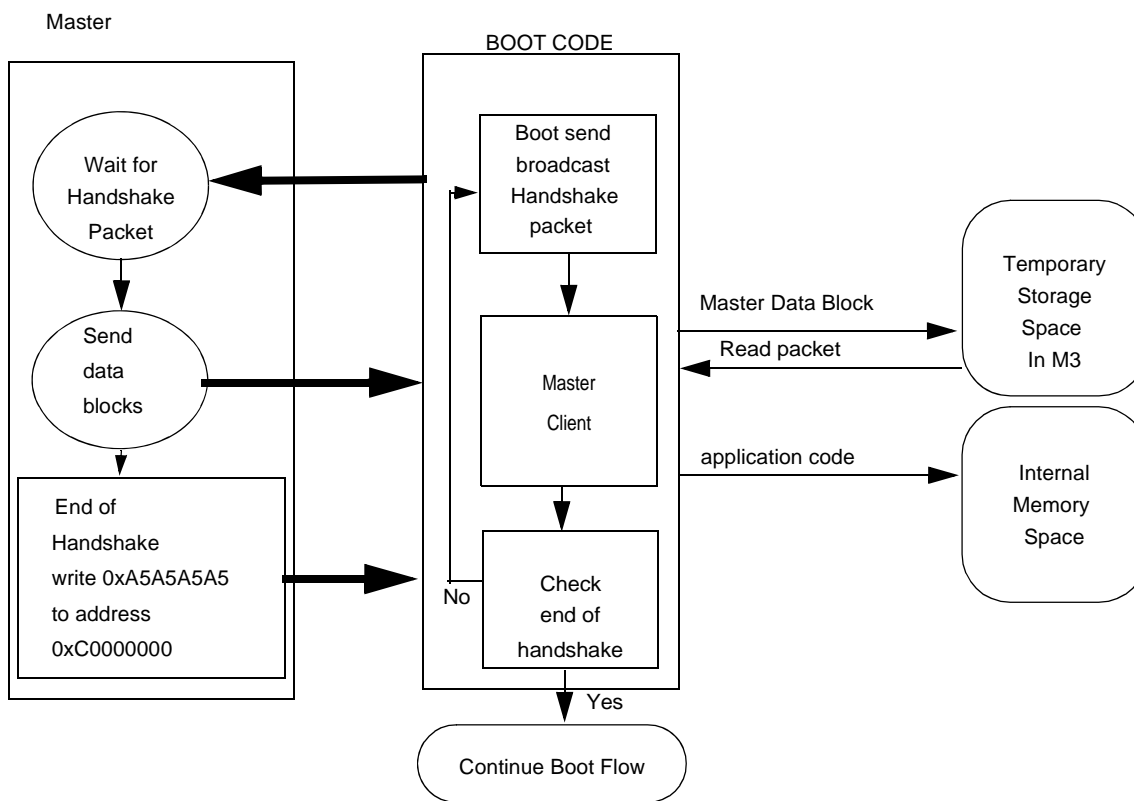 Master
BOOT CODE
Wait for
Handshake
Packet
Send
data
blocks
End of
Handshake
write 0xA5A5A5A5
to address
0xC0000000
Boot send
broadcast
Handshake
packet
Master
Client
Check
end of
handshake
No
Yes
Continue Boot Flow
Master Data Block
Read packet
application code
Temporary
Storage
Space
In M3
Internal
Memory
Space